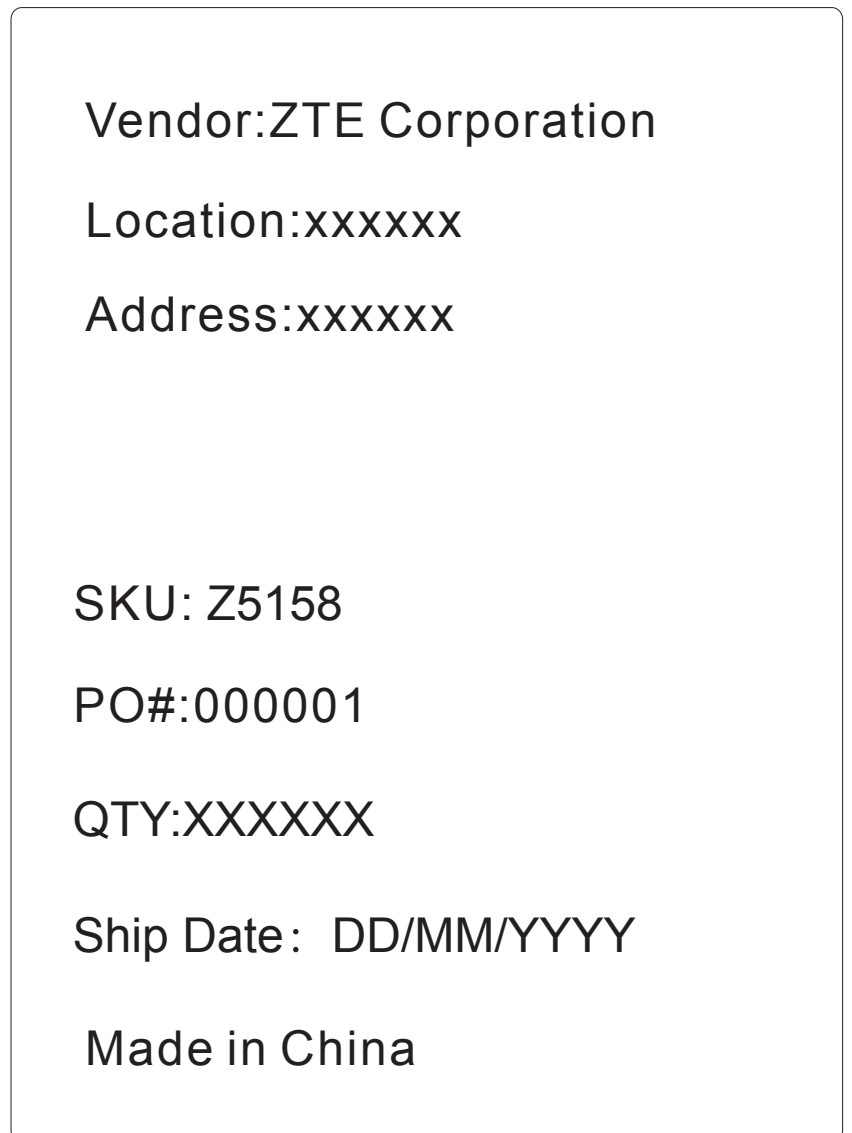 Vendor:ZTE Corporation
Location:xxxxxx
Address:xxxxxx
SKU: Z5158
PO#:000001
QTY:XXXXXX
Ship Date： DD/MM/YYYY
Made in China